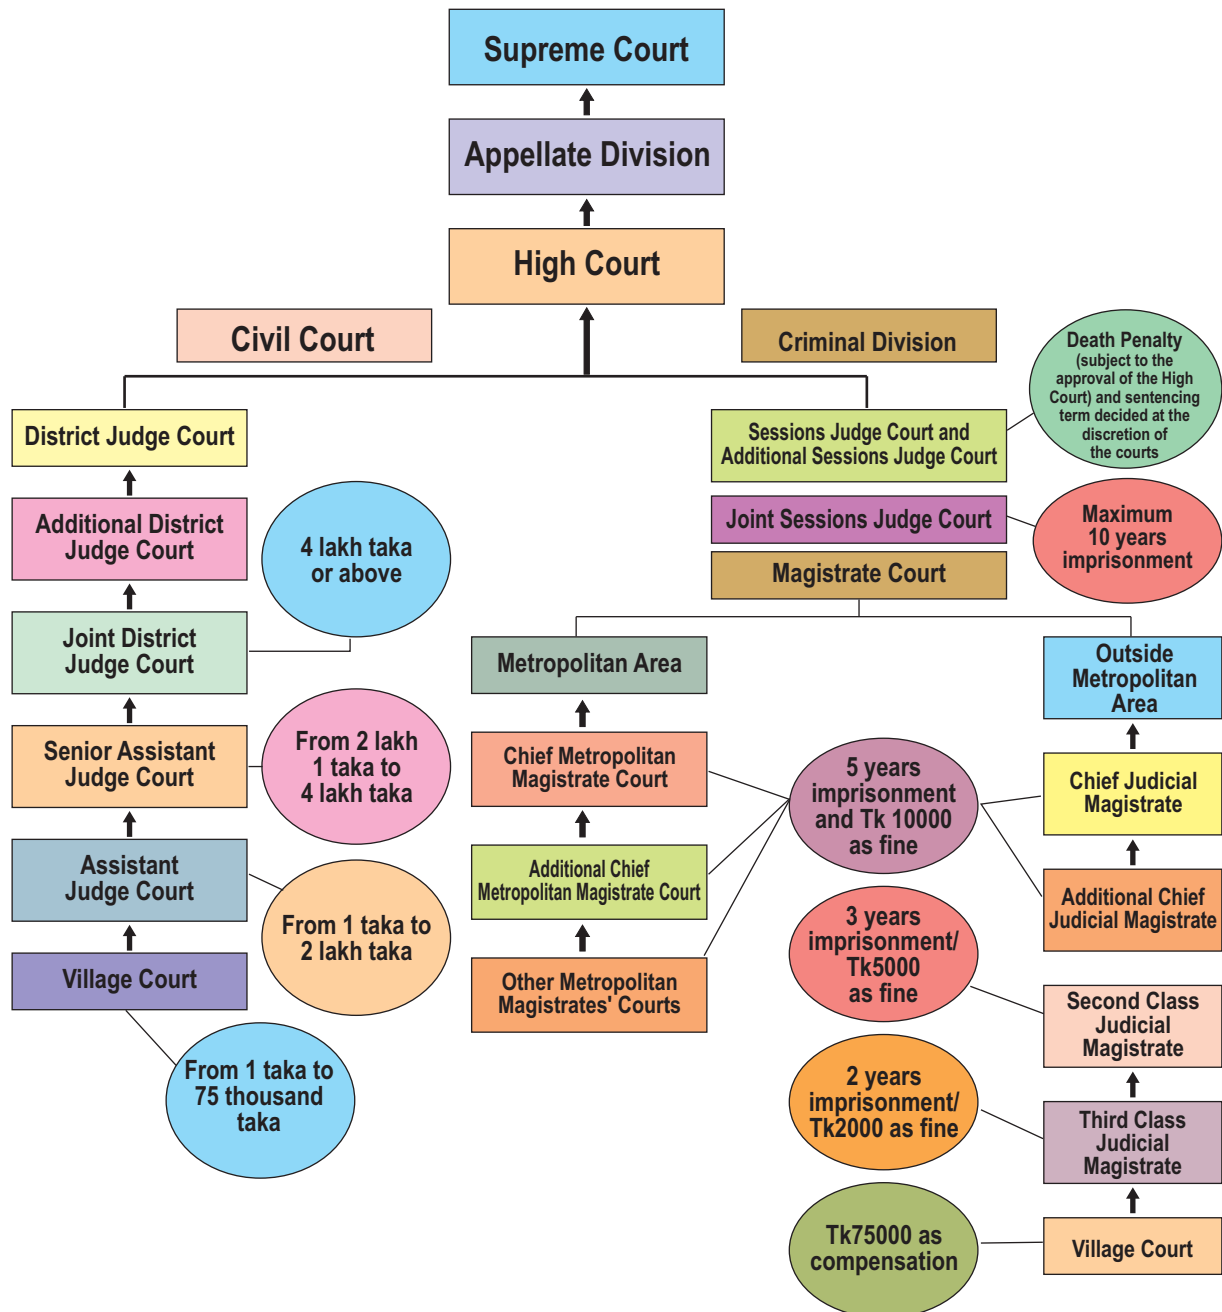 Supreme Court
Appellate Division
High Court
Civil Court
Criminal Division
Death Penalty
(subject to the
approval of the High
Court) and sentencing
term decided at the
discretion of
the courts
District Judge Court
Sessions Judge Court and
Additional Sessions Judge Court
Additional District
Judge Court
4 lakh taka
or above
Joint Sessions Judge Court
Maximum
10 years
imprisonment
Magistrate Court
Joint District
Judge Court
Metropolitan Area
Outside
Metropolitan
Area
Senior Assistant
Judge Court
From 2 lakh
1 taka to
4 lakh taka
Chief Metropolitan
Magistrate Court
5 years
imprisonment
and Tk 10000
as fine
Chief Judicial
Magistrate
Assistant
Judge Court
From 1 taka to
2 lakh taka
Additional Chief
Metropolitan Magistrate Court
Additional Chief
Judicial Magistrate
Village Court
Other Metropolitan
Magistrates' Courts
3 years
imprisonment/
Tk5000
as fine
Second Class
Judicial
Magistrate
From 1 taka to
75 thousand
taka
2 years
imprisonment/
Tk2000 as fine
Third Class
Judicial
Magistrate
Tk75000 as
compensation
Village Court